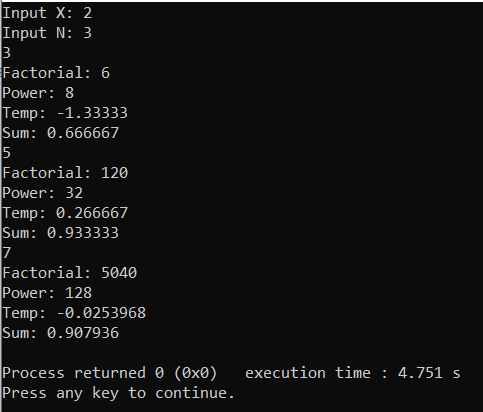 Input X: 2
Input N: 3
3
Factorial: 6
Power: 8
Temp: -1.33333
Sum: 0.666667
5
Factorial: 120
Power: 32
Temp: 0.266667
Sum: 0.933333
7
Factorial: 5040
Power: 128
Temp: -0.0253968
Sum: 0.907936
Process returned 0 (0x0)   execution time : 4.751 s
Press any key to continue.